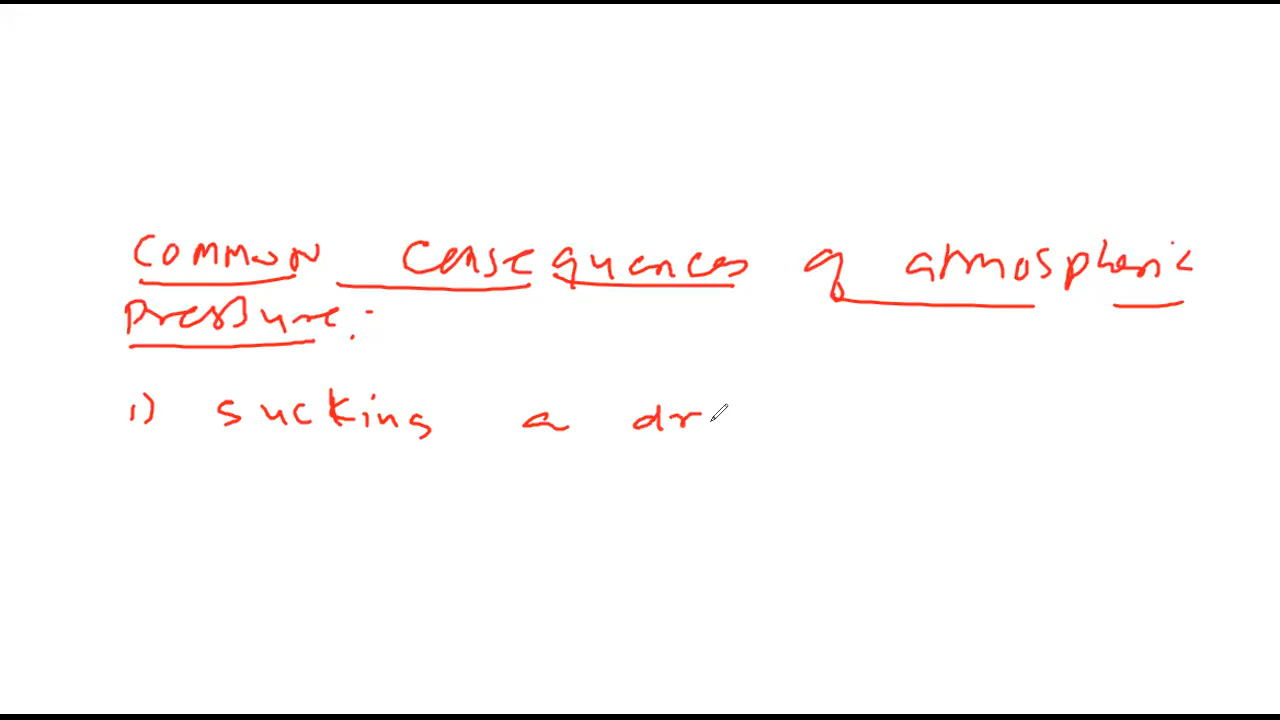 Common consequences of atmospheric
pressure:-
1) sucking a dr